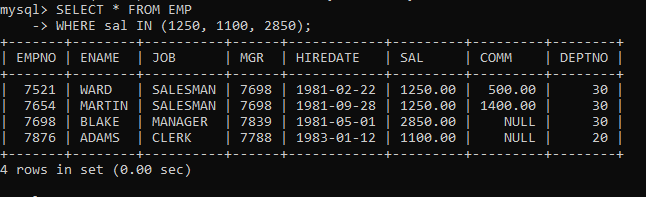 mysql> SELECT * FROM EMP
    -> WHERE sal IN (1250, 1100, 2850);
+-------+--------+----------+------+------------+---------+---------+--------+
| EMPNO | ENAME  | JOB      | MGR  | HIREDATE   | SAL     | COMM    | DEPTNO |
+-------+--------+----------+------+------------+---------+---------+--------+
|  7521 | WARD   | SALESMAN | 7698 | 1981-02-22 | 1250.00 |  500.00 |     30 |
|  7654 | MARTIN | SALESMAN | 7698 | 1981-09-28 | 1250.00 | 1400.00 |     30 |
|  7698 | BLAKE  | MANAGER  | 7839 | 1981-05-01 | 2850.00 |    NULL |     30 |
|  7876 | ADAMS  | CLERK    | 7788 | 1983-01-12 | 1100.00 |    NULL |     20 |
+-------+--------+----------+------+------------+---------+---------+--------+
4 rows in set (0.00 sec)